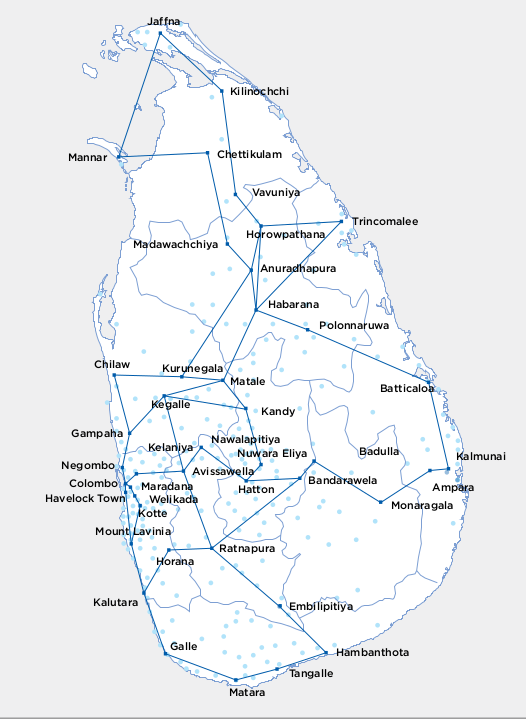 Jaffna
Kilinochchi
Mannar
Chettikulam
Vavuniya
Trincomalee
Horowpathana
Madawachchiya
Anuradhapura
Habarana
Polonnaruwa
Chilaw
Kurunegala
Matale
Batticaloa
Kegalle
Kandy
Gampaha
Nawalapitiya
Kelaniya
Nuwara Eliya
Badulla
Kalmunai
Negombo
Avissawella
Colombo
Maradana
Hatton
Bandarawela
Ampara
Havelock Town
Welikada
Monaragala
Kotte
Mount Lavinia
Ratnapura
Horana
Kalutara
Embilipitiya
Galle
Hambanthota
Tangalle
Matara